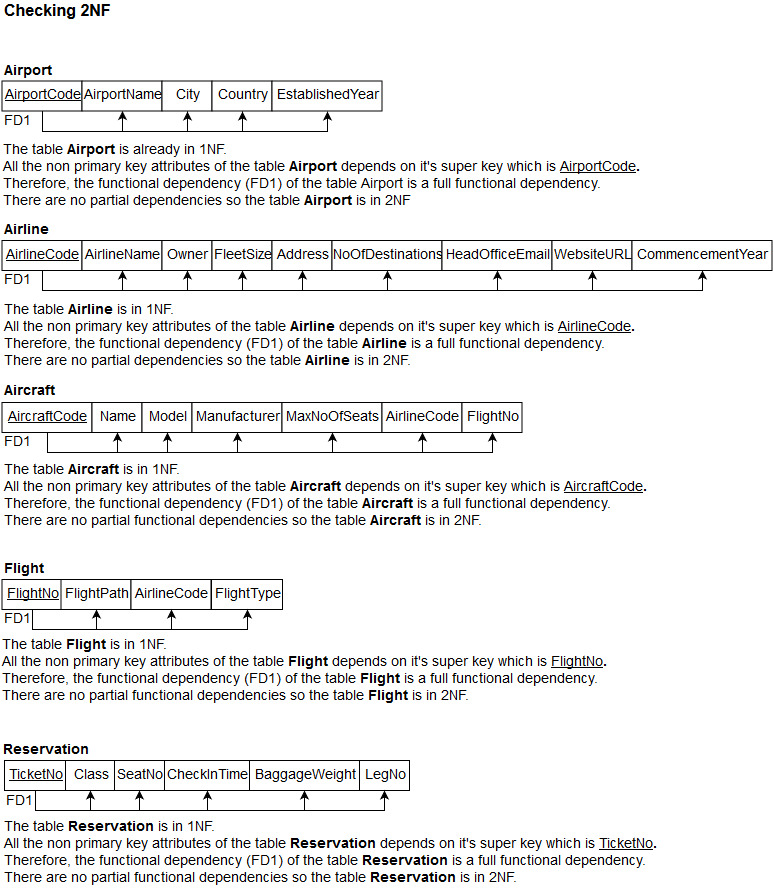 Checking 2NF
Airport
AirportCode AirportName City Country EstablishedYear
FD1
The table Airport is already in 1NF.
All the non primary key attributes of the table Airport depends on it's super key which is AirportCode.
Therefore, the functional dependency (FD1) of the table Airport is a full functional dependency.
There are no partial dependencies so the table Airport is in 2NF
Airline
AirlineCode AirlineName Owner FleetSize Address NoOfDestinations HeadOfficeEmail WebsiteURL CommencementYear
FD1
The table Airline is in 1NF.
All the non primary key attributes of the table Airline depends on it's super key which is AirlineCode.
Therefore, the functional dependency (FD1) of the table Airline is a full functional dependency.
There are no partial dependencies so the table Airline is in 2NF.
Aircraft
AircraftCode Name Model Manufacturer MaxNoOfSeats AirlineCode FlightNo
FD1
The table Aircraft is in 1NF.
All the non primary key attributes of the table Aircraft depends on it's super key which is AircraftCode.
Therefore, the functional dependency (FD1) of the table Aircraft is a full functional dependency.
There are no partial functional dependencies so the table Aircraft is in 2NF.
Flight
FlightNo FlightPath AirlineCode FlightType
FD1
The table Flight is in 1NF.
All the non primary key attributes of the table Flight depends on it's super key which is FlightNo.
Therefore, the functional dependency (FD1) of the table Flight is a full functional dependency.
There are no partial functional dependencies so the table Flight is in 2NF.
Reservation
TicketNo Class SeatNo CheckInTime BaggageWeight LegNo
FD1
The table Reservation is in 1NF.
All the non primary key attributes of the table Reservation depends on it's super key which is TicketNo.
Therefore, the functional dependency (FD1) of the table Reservation is a full functional dependency.
There are no partial functional dependencies so the table Reservation is in 2NF.